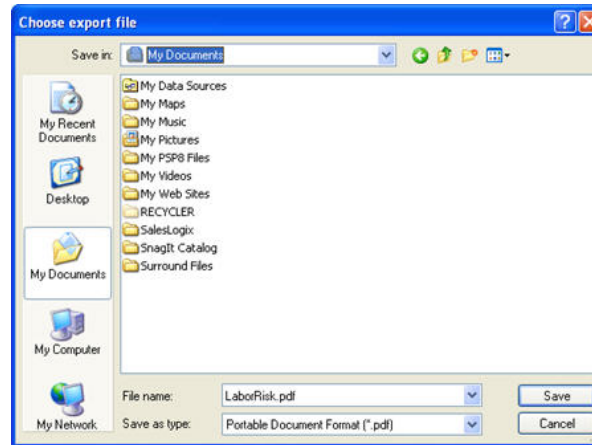 Choose export file
Save in:
My Documents
My Recent
Documents
Desktop
My Documents
My Computer
My Network
My Data Sources
My Maps
My Music
My Pictures
My PSP8 Files
My Videos
My Web Sites
RECYCLER
SalesLogix
SnagIt Catalog
Surround Files
File name:
LaborRisk.pdf
Save
Save as type:
Portable Document Format (*.pdf)
Cancel